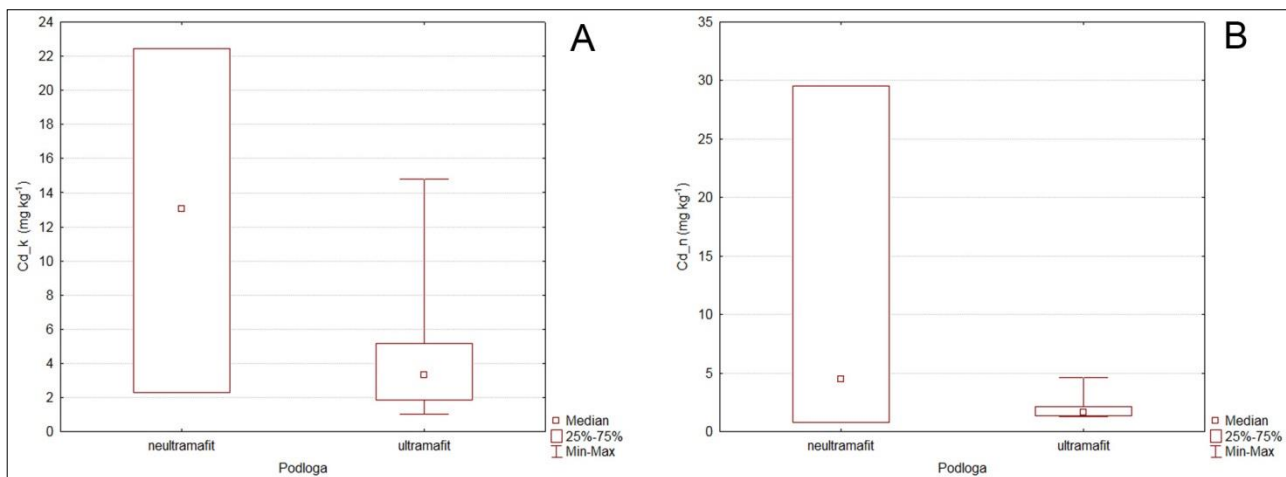 A
24
22
20
18
16
14
12
10
8
6
4
2
0
Cd_k (mg kg⁻¹)
neultramafit ultramafit
Podloga
Median
25%-75%
Min-Max
B
35
30
25
20
15
10
5
0
Cd_n (mg kg⁻¹)
neultramafit ultramafit
Podloga
Median
25%-75%
Min-Max